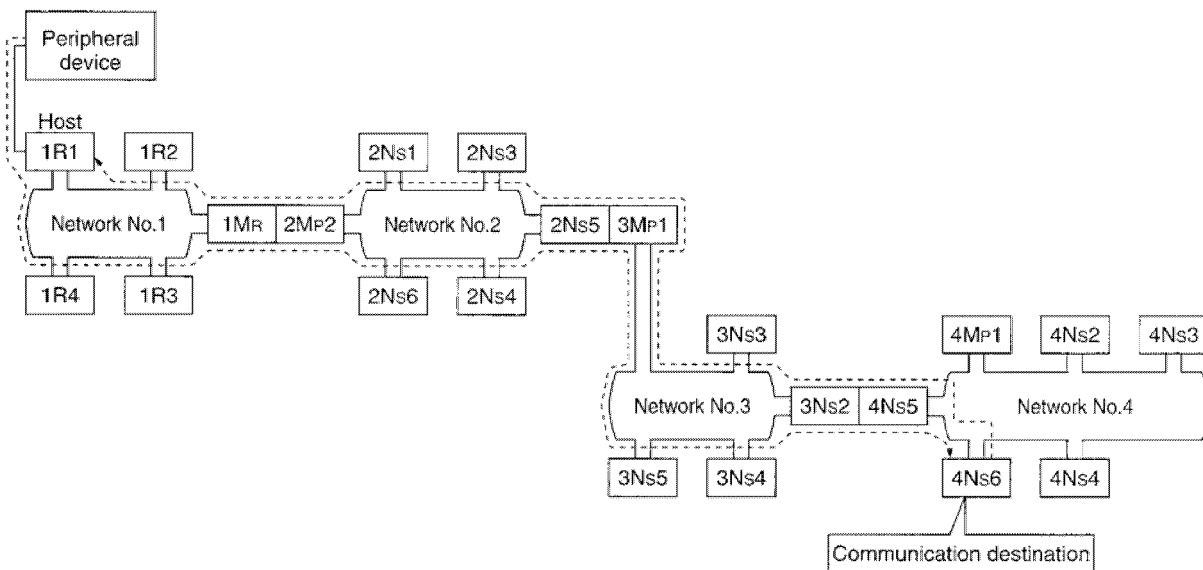 Peripheral
device
Host
1R1
1R2
2NS1
2NS3
Network No.1
1MR
2MP2
Network No.2
2NS5
3MP1
1R4
1R3
2NS6
2NS4
3NS3
4MP1
4NS2
4NS3
Network No.3
3NS2
4NS5
Network No.4
3NS5
3NS4
4NS6
4NS4
Communication destination